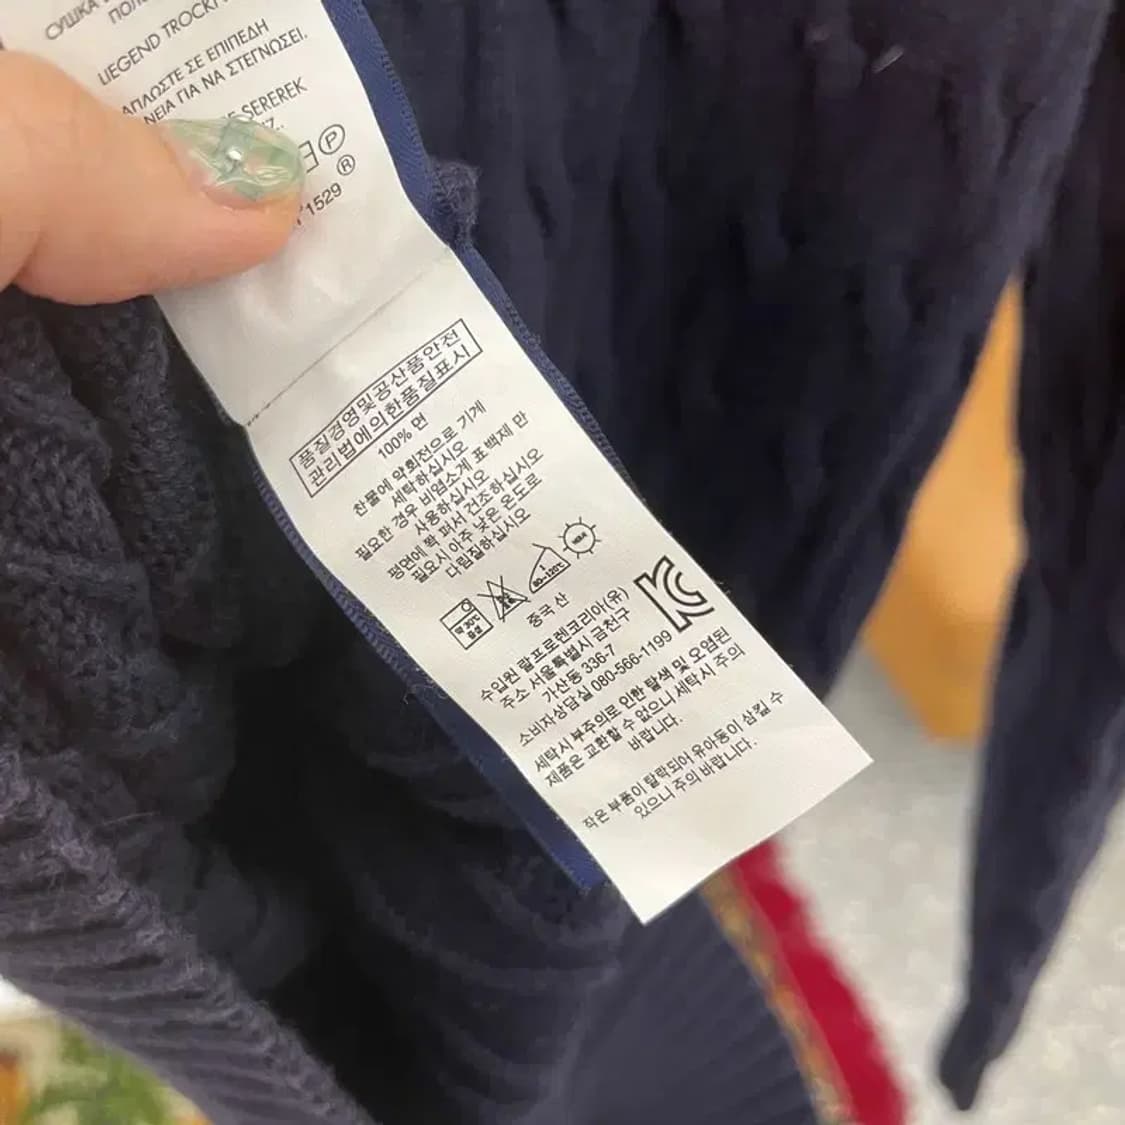 СУШКА
LIEGEND TROCK
ΑΠΛΩΣΤΕ ΣΕ ΕΠΙΠΕΔΗ
ΓΙΑ ΝΑ ΣΤΕΓΝΩΣΕΙ.
SEREREK
P
1529 ®
품질경영및공산품안전
관리법에의한품질표시
100% 면
찬물에 약회전으로 기계
세탁하십시오
필요한 경우 비염소계 표백제 만
사용하십시오
평면에 쫙 펴서 건조하십시오
필요시 아주 낮은 온도로
다림질하십시오
약 30℃
중성
80~120℃
중국 산
수입원 랄프로렌코리아(유)
주소 서울특별시 금천구
가산동 336-7
소비자상담실 080-566-1199
세탁시 부주의로 인한 탈색 및 오염된
제품은 교환할 수 없으니 세탁시 주의
바랍니다.
작은 부품이 탈락되어 유아동이 삼킬 수
있으니 주의 바랍니다.